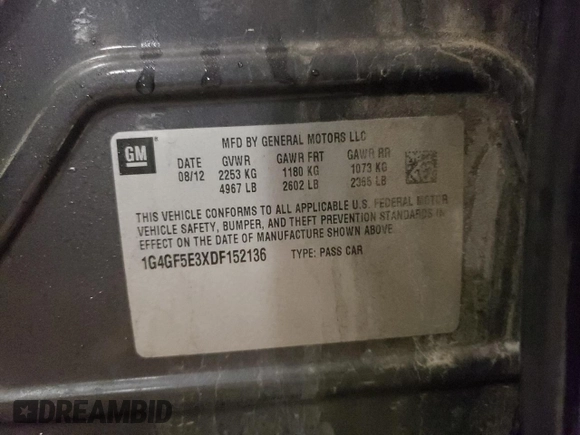 GM
MFD BY GENERAL MOTORS LLC
DATE GVWR GAWR FRT GAWR RR
08/12 2253 KG 1180 KG 1073 KG
4967 LB 2602 LB 2365 LB
THIS VEHICLE CONFORMS TO ALL APPLICABLE U.S. FEDERAL MOTOR
VEHICLE SAFETY, BUMPER, AND THEFT PREVENTION STANDARDS IN
EFFECT ON THE DATE OF MANUFACTURE SHOWN ABOVE.
1G4GF5E3XDF152136 TYPE: PASS CAR
DREAMBID